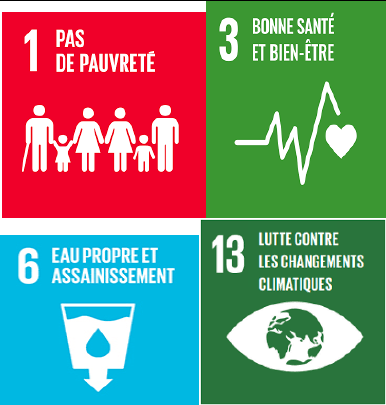 1 PAS
DE PAUVRETÉ
3 BONNE SANTÉ
ET BIEN-ÊTRE
6 EAU PROPRE ET
ASSAINISSEMENT
13 LUTTE CONTRE
LES CHANGEMENTS
CLIMATIQUES